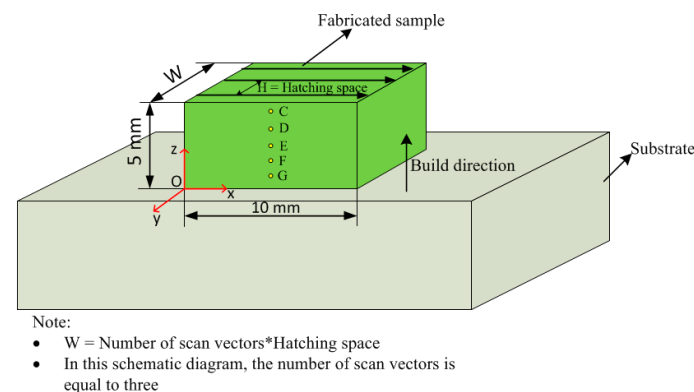 Fabricated sample
W
H = Hatching space
C
D
E
F
G
5 mm
z
O
x
y
10 mm
Build direction
Substrate
Note:
• W = Number of scan vectors*Hatching space
• In this schematic diagram, the number of scan vectors is
equal to three